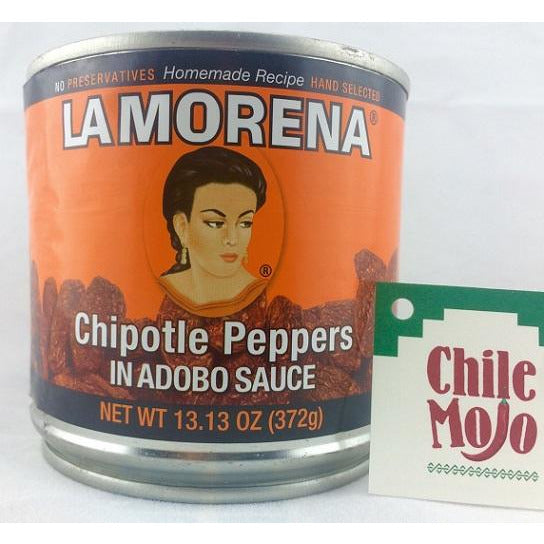 NO PRESERVATIVES Homemade Recipe HAND SELECTED
LA MORENA®
®
Chipotle Peppers
IN ADOBO SAUCE
NET WT 13.13 OZ (372g)
Chile
Mojo